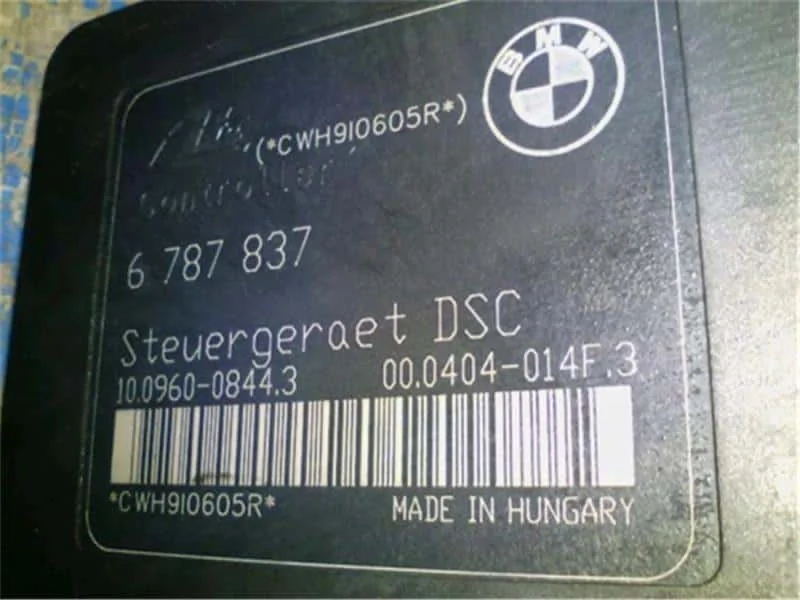 BMW
(*CWH9I0605R*)
Controller
6 787 837
Steuergeraet DSC
10.0960-0844.3 00.0404-014F.3
*CWH9I0605R* MADE IN HUNGARY